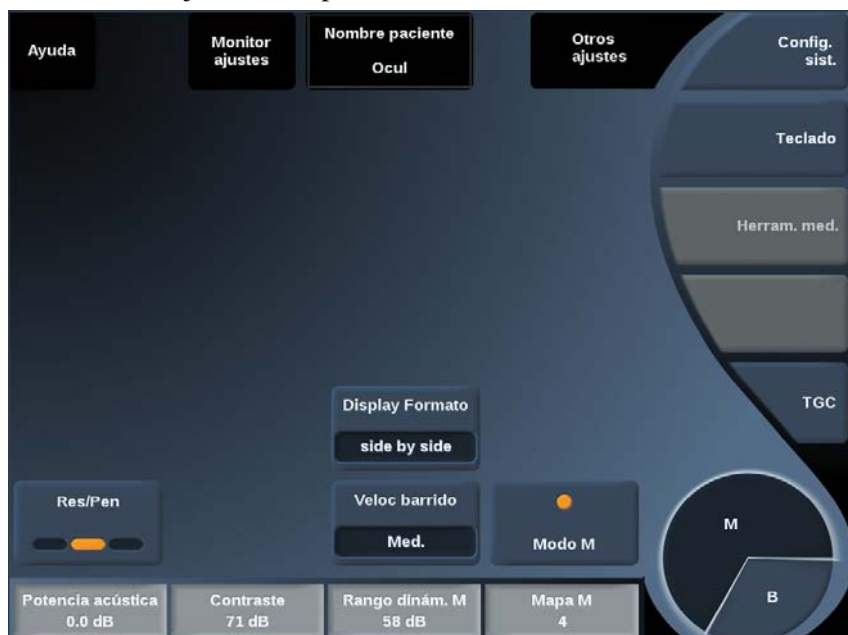 Ayuda
Monitor
ajustes
Nombre paciente
Ocul
Otros
ajustes
Config.
sist.
Teclado
Herram. med.
Display Formato
side by side
TGC
Res/Pen
Veloc barrido
Med.
Modo M
M
B
Potencia acústica
0.0 dB
Contraste
71 dB
Rango dinám. M
58 dB
Mapa M
4